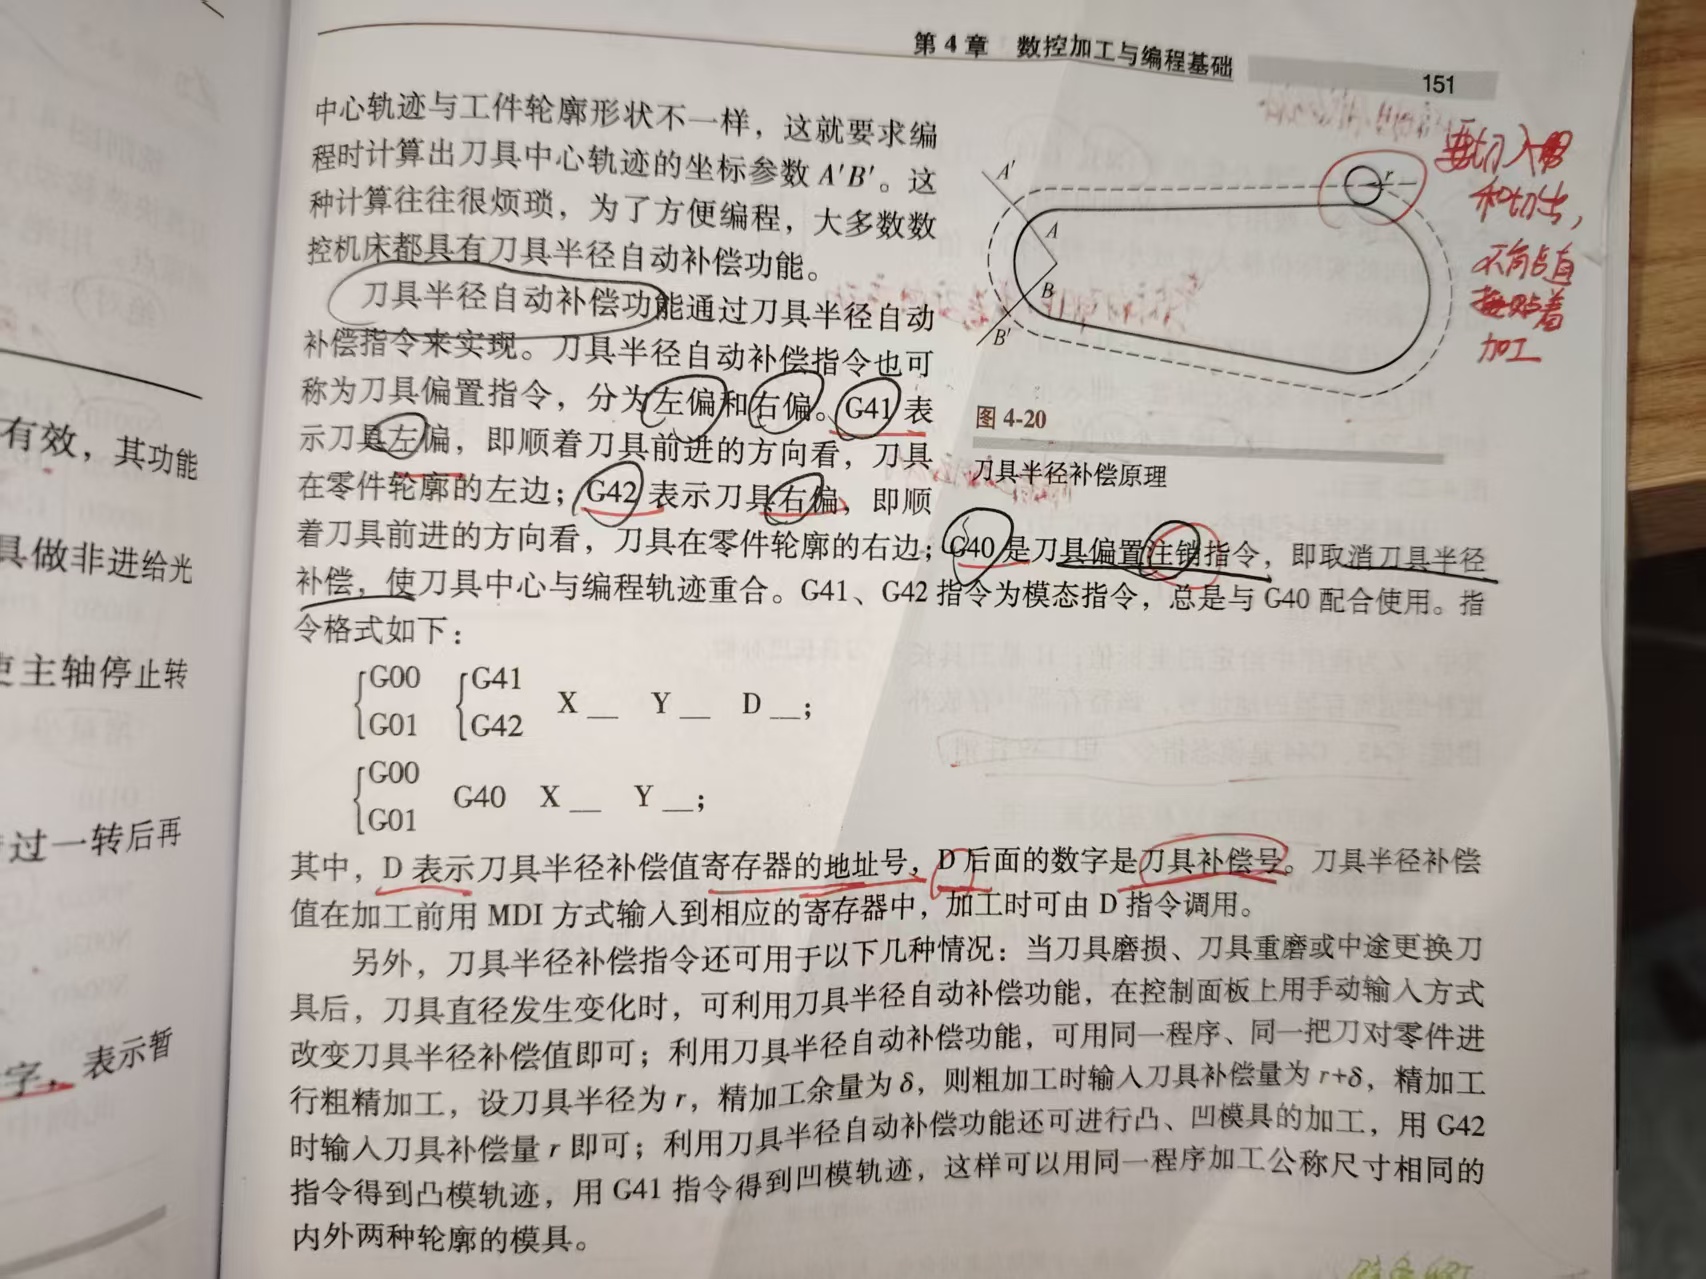 第4章 数控加工与编程基础
151
中心轨迹与工件轮廓形状不一样，这就要求编
程时计算出刀具中心轨迹的坐标参数 A′B′。这
种计算往往很烦琐，为了方便编程，大多数数
控机床都具有刀具半径自动补偿功能。
刀具半径自动补偿功能通过刀具半径自动
补偿指令来实现。刀具半径自动补偿指令也可
称为刀具偏置指令，分为左偏和右偏。G41 表
示刀具左偏，即顺着刀具前进的方向看，刀具
在零件轮廓的左边；G42 表示刀具右偏，即顺
着刀具前进的方向看，刀具在零件轮廓的右边；G40 是刀具偏置注销指令，即取消刀具半径
补偿，使刀具中心与编程轨迹重合。G41、G42 指令为模态指令，总是与 G40 配合使用。指
令格式如下：
A′
A
B
B′
r
要切入
和切出，
不能直
接贴着
加工
图 4-20
刀具半径补偿原理
G00 G41
X __ Y __ D __；
G01 G42
G00
G40 X __ Y __；
G01
其中，D 表示刀具半径补偿值寄存器的地址号，D 后面的数字是刀具补偿号。刀具半径补偿
值在加工前用 MDI 方式输入到相应的寄存器中，加工时可由 D 指令调用。
另外，刀具半径补偿指令还可用于以下几种情况：当刀具磨损、刀具重磨或中途更换刀
具后，刀具直径发生变化时，可利用刀具半径自动补偿功能，在控制面板上用手动输入方式
改变刀具半径补偿值即可；利用刀具半径自动补偿功能，可用同一程序、同一把刀对零件进
行粗精加工，设刀具半径为 r，精加工余量为 δ，则粗加工时输入刀具补偿量为 r+δ，精加工
时输入刀具补偿量 r 即可；利用刀具半径自动补偿功能还可进行凸、凹模具的加工，用 G42
指令得到凸模轨迹，用 G41 指令得到凹模轨迹，这样可以用同一程序加工公称尺寸相同的
内外两种轮廓的模具。
有效，其功能
具做非进给光
主轴停止转
过一转后再
字，表示暂